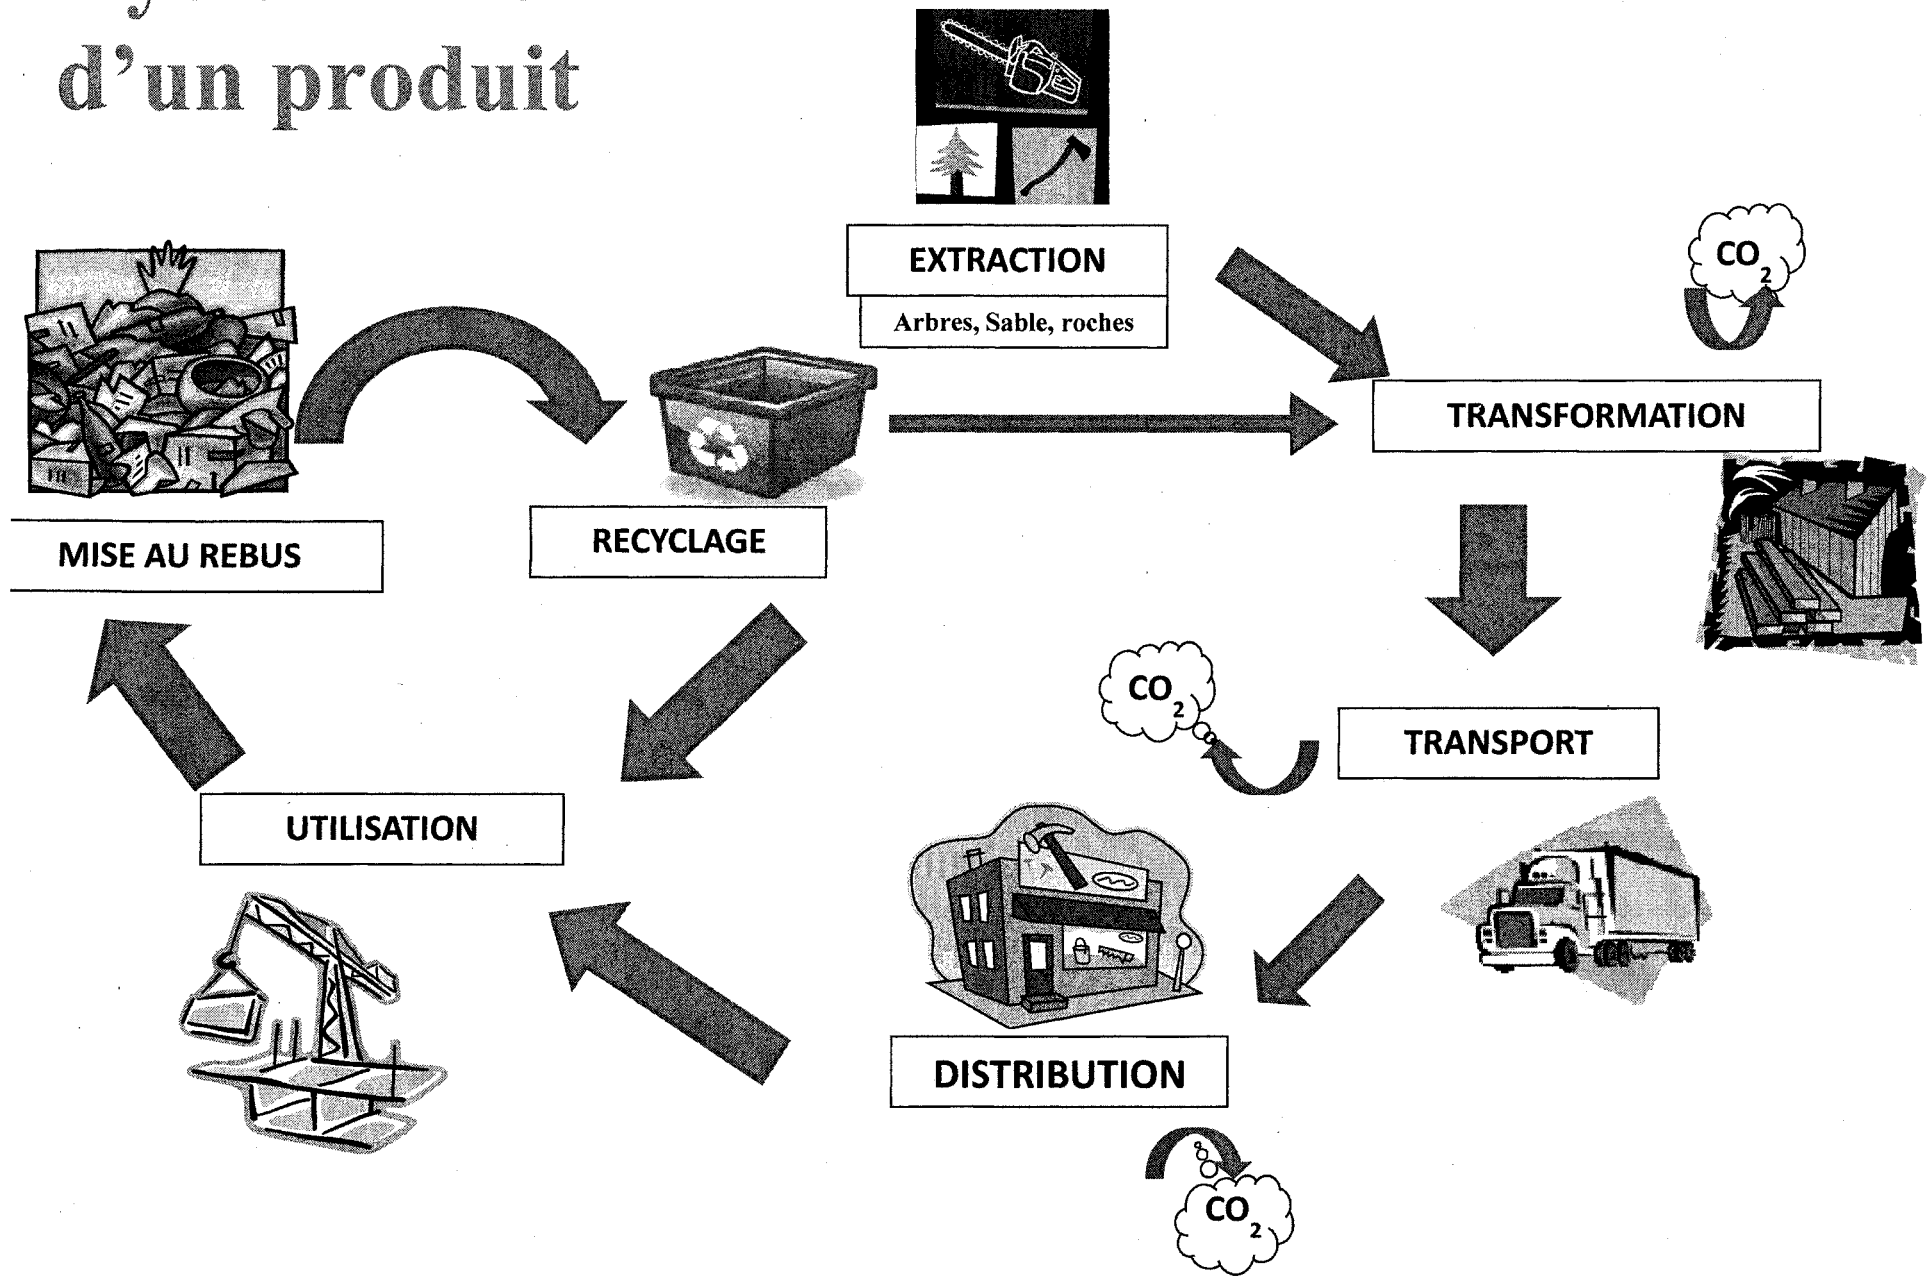 d’un produit
EXTRACTION
Arbres, Sable, roches
CO2
TRANSFORMATION
MISE AU REBUS
RECYCLAGE
CO2
TRANSPORT
UTILISATION
DISTRIBUTION
CO2